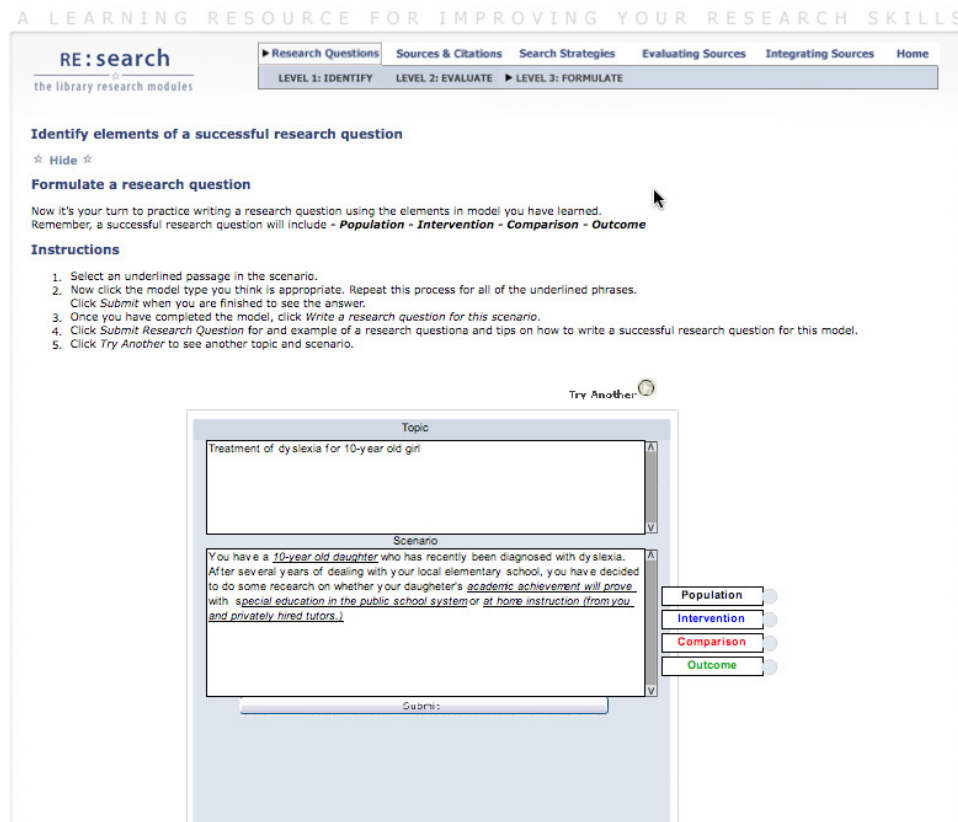 A LEARNING RESOURCE FOR IMPROVING YOUR RESEARCH SKILLS
RE:search
the library research modules
Research Questions Sources & Citations Search Strategies Evaluating Sources Integrating Sources Home
LEVEL 1: IDENTIFY LEVEL 2: EVALUATE LEVEL 3: FORMULATE
Identify elements of a successful research question
☆ Hide ☆
Formulate a research question
Now it's your turn to practice writing a research question using the elements in model you have learned.
Remember, a successful research question will include - Population - Intervention - Comparison - Outcome
Instructions
1. Select an underlined passage in the scenario.
2. Now click the model type you think is appropriate. Repeat this process for all of the underlined phrases.
Click Submit when you are finished to see the answer.
3. Once you have completed the model, click Write a research question for this scenario.
4. Click Submit Research Question for and example of a research questiona and tips on how to write a successful research question for this model.
5. Click Try Another to see another topic and scenario.
Try Another
Topic
Treatment of dyslexia for 10-year old girl
Scenario
You have a 10-year old daughter who has recently been diagnosed with dyslexia.
After several years of dealing with your local elementary school, you have decided
to do some recearch on whether your daugheter's academic achievement will prove
with special education in the public school system or at home instruction (from you
and privately hired tutors.)
Population
Intervention
Comparison
Outcome
Submit